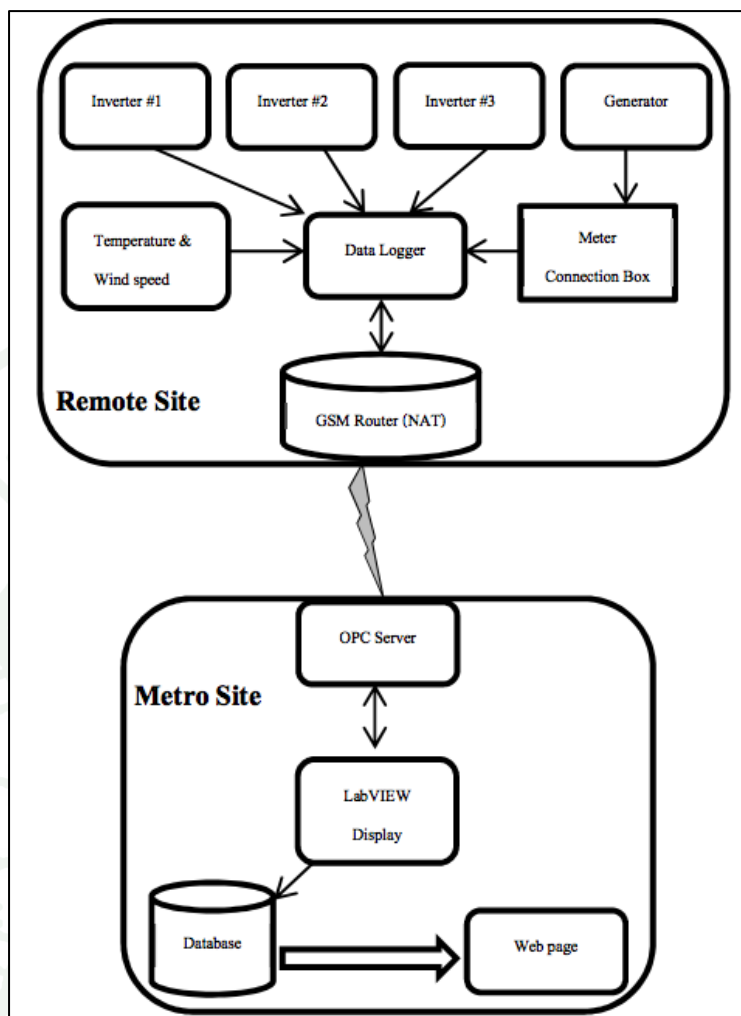 Inverter #1
Inverter #2
Inverter #3
Generator
Temperature &
Wind speed
Data Logger
Meter
Connection Box
Remote Site
GSM Router (NAT)
OPC Server
Metro Site
LabVIEW
Display
Database
Web page